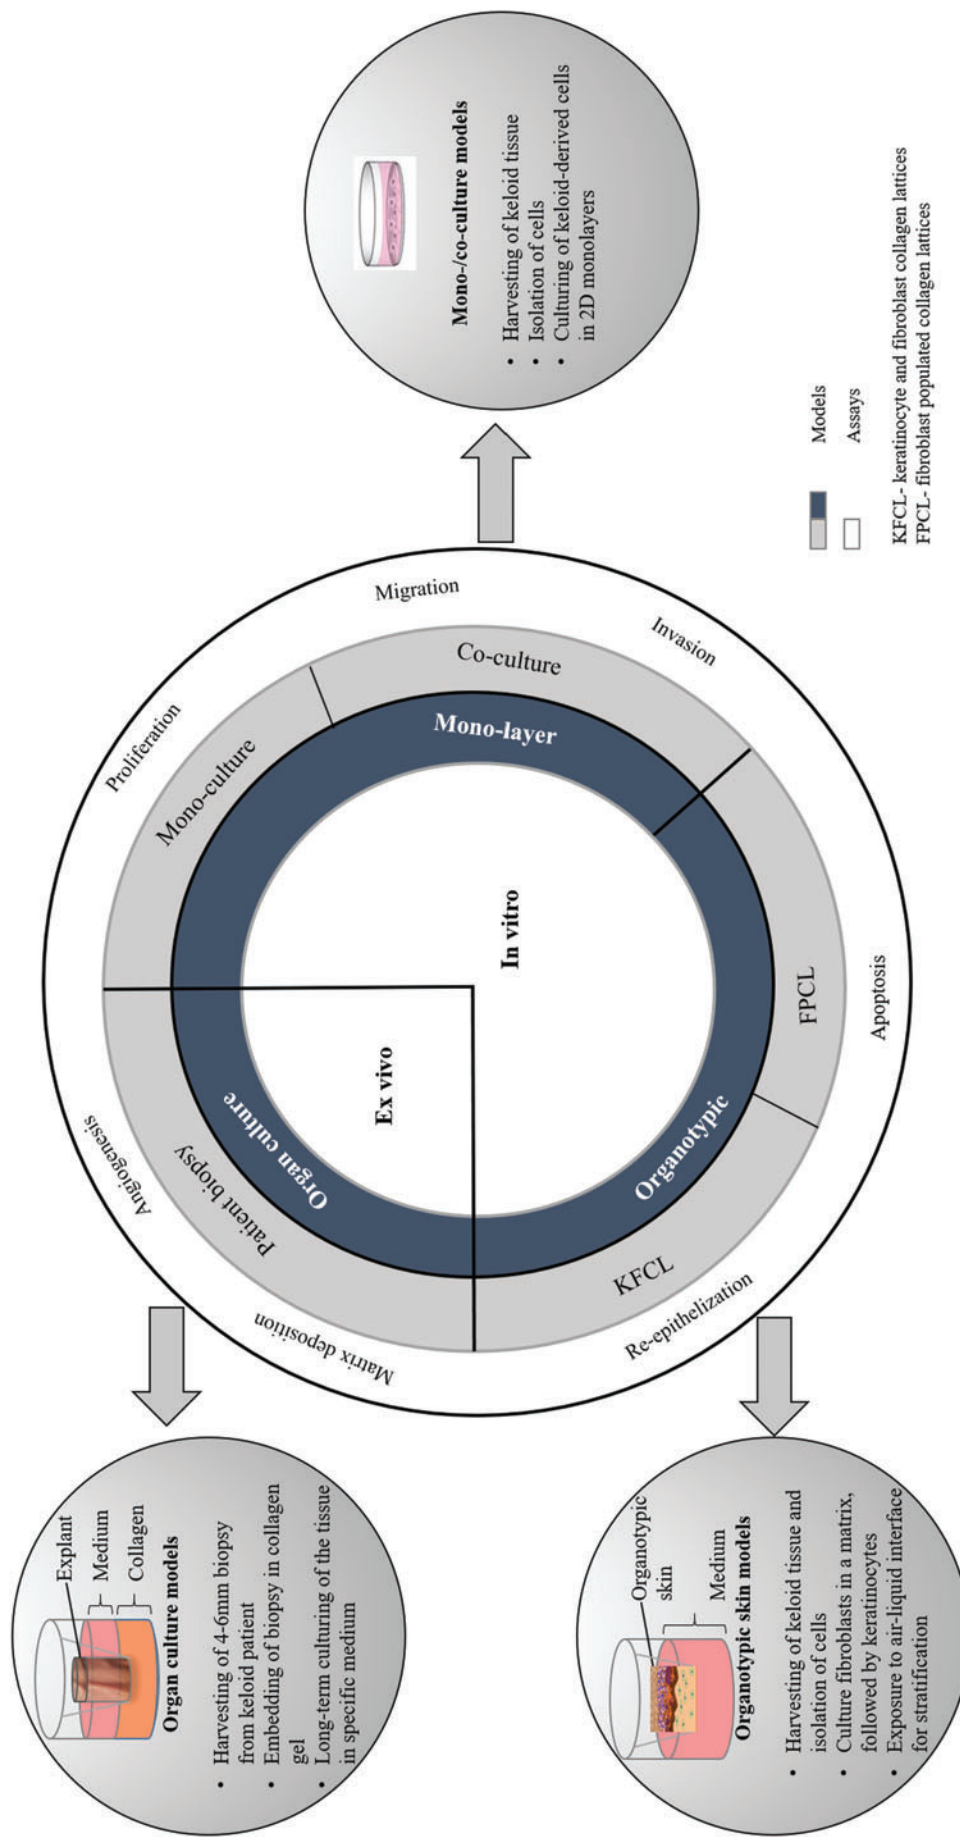 Explant
Medium
Collagen
Organ culture models
• Harvesting of 4-6mm biopsy
from keloid patient
• Embedding of biopsy in collagen
gel
• Long-term culturing of the tissue
in specific medium
Organotypic
skin
Medium
Organotypic skin models
• Harvesting of keloid tissue and
isolation of cells
• Culture fibroblasts in a matrix,
followed by keratinocytes
• Exposure to air-liquid interface
for stratification
Angiogenesis
Proliferation
Migration
Invasion
Apoptosis
Re-epithelization
Matrix deposition
Patient biopsy
Mono-culture
Co-culture
FPCL
KFCL
Organ culture
Mono-layer
Organotypic
Ex vivo
In vitro
Mono-/co-culture models
• Harvesting of keloid tissue
• Isolation of cells
• Culturing of keloid-derived cells
in 2D monolayers
Models
Assays
KFCL- keratinocyte and fibroblast collagen lattices
FPCL- fibroblast populated collagen lattices